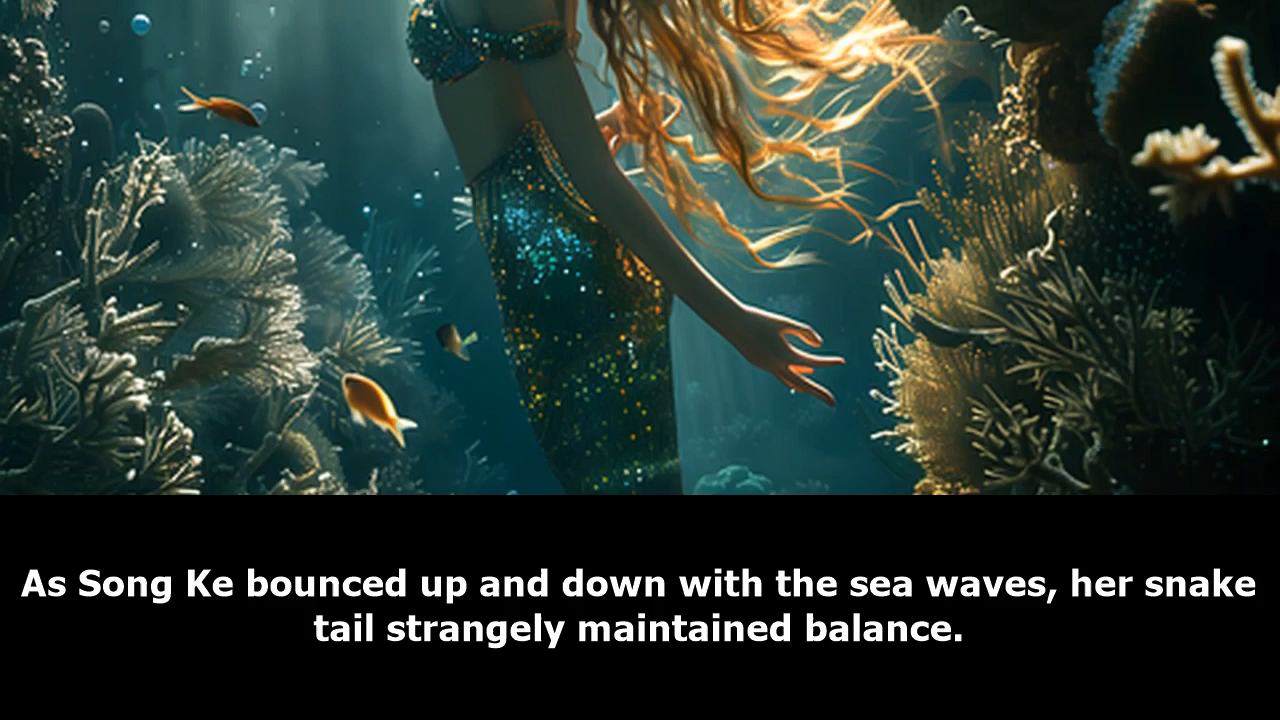 As Song Ke bounced up and down with the sea waves, her snake
tail strangely maintained balance.